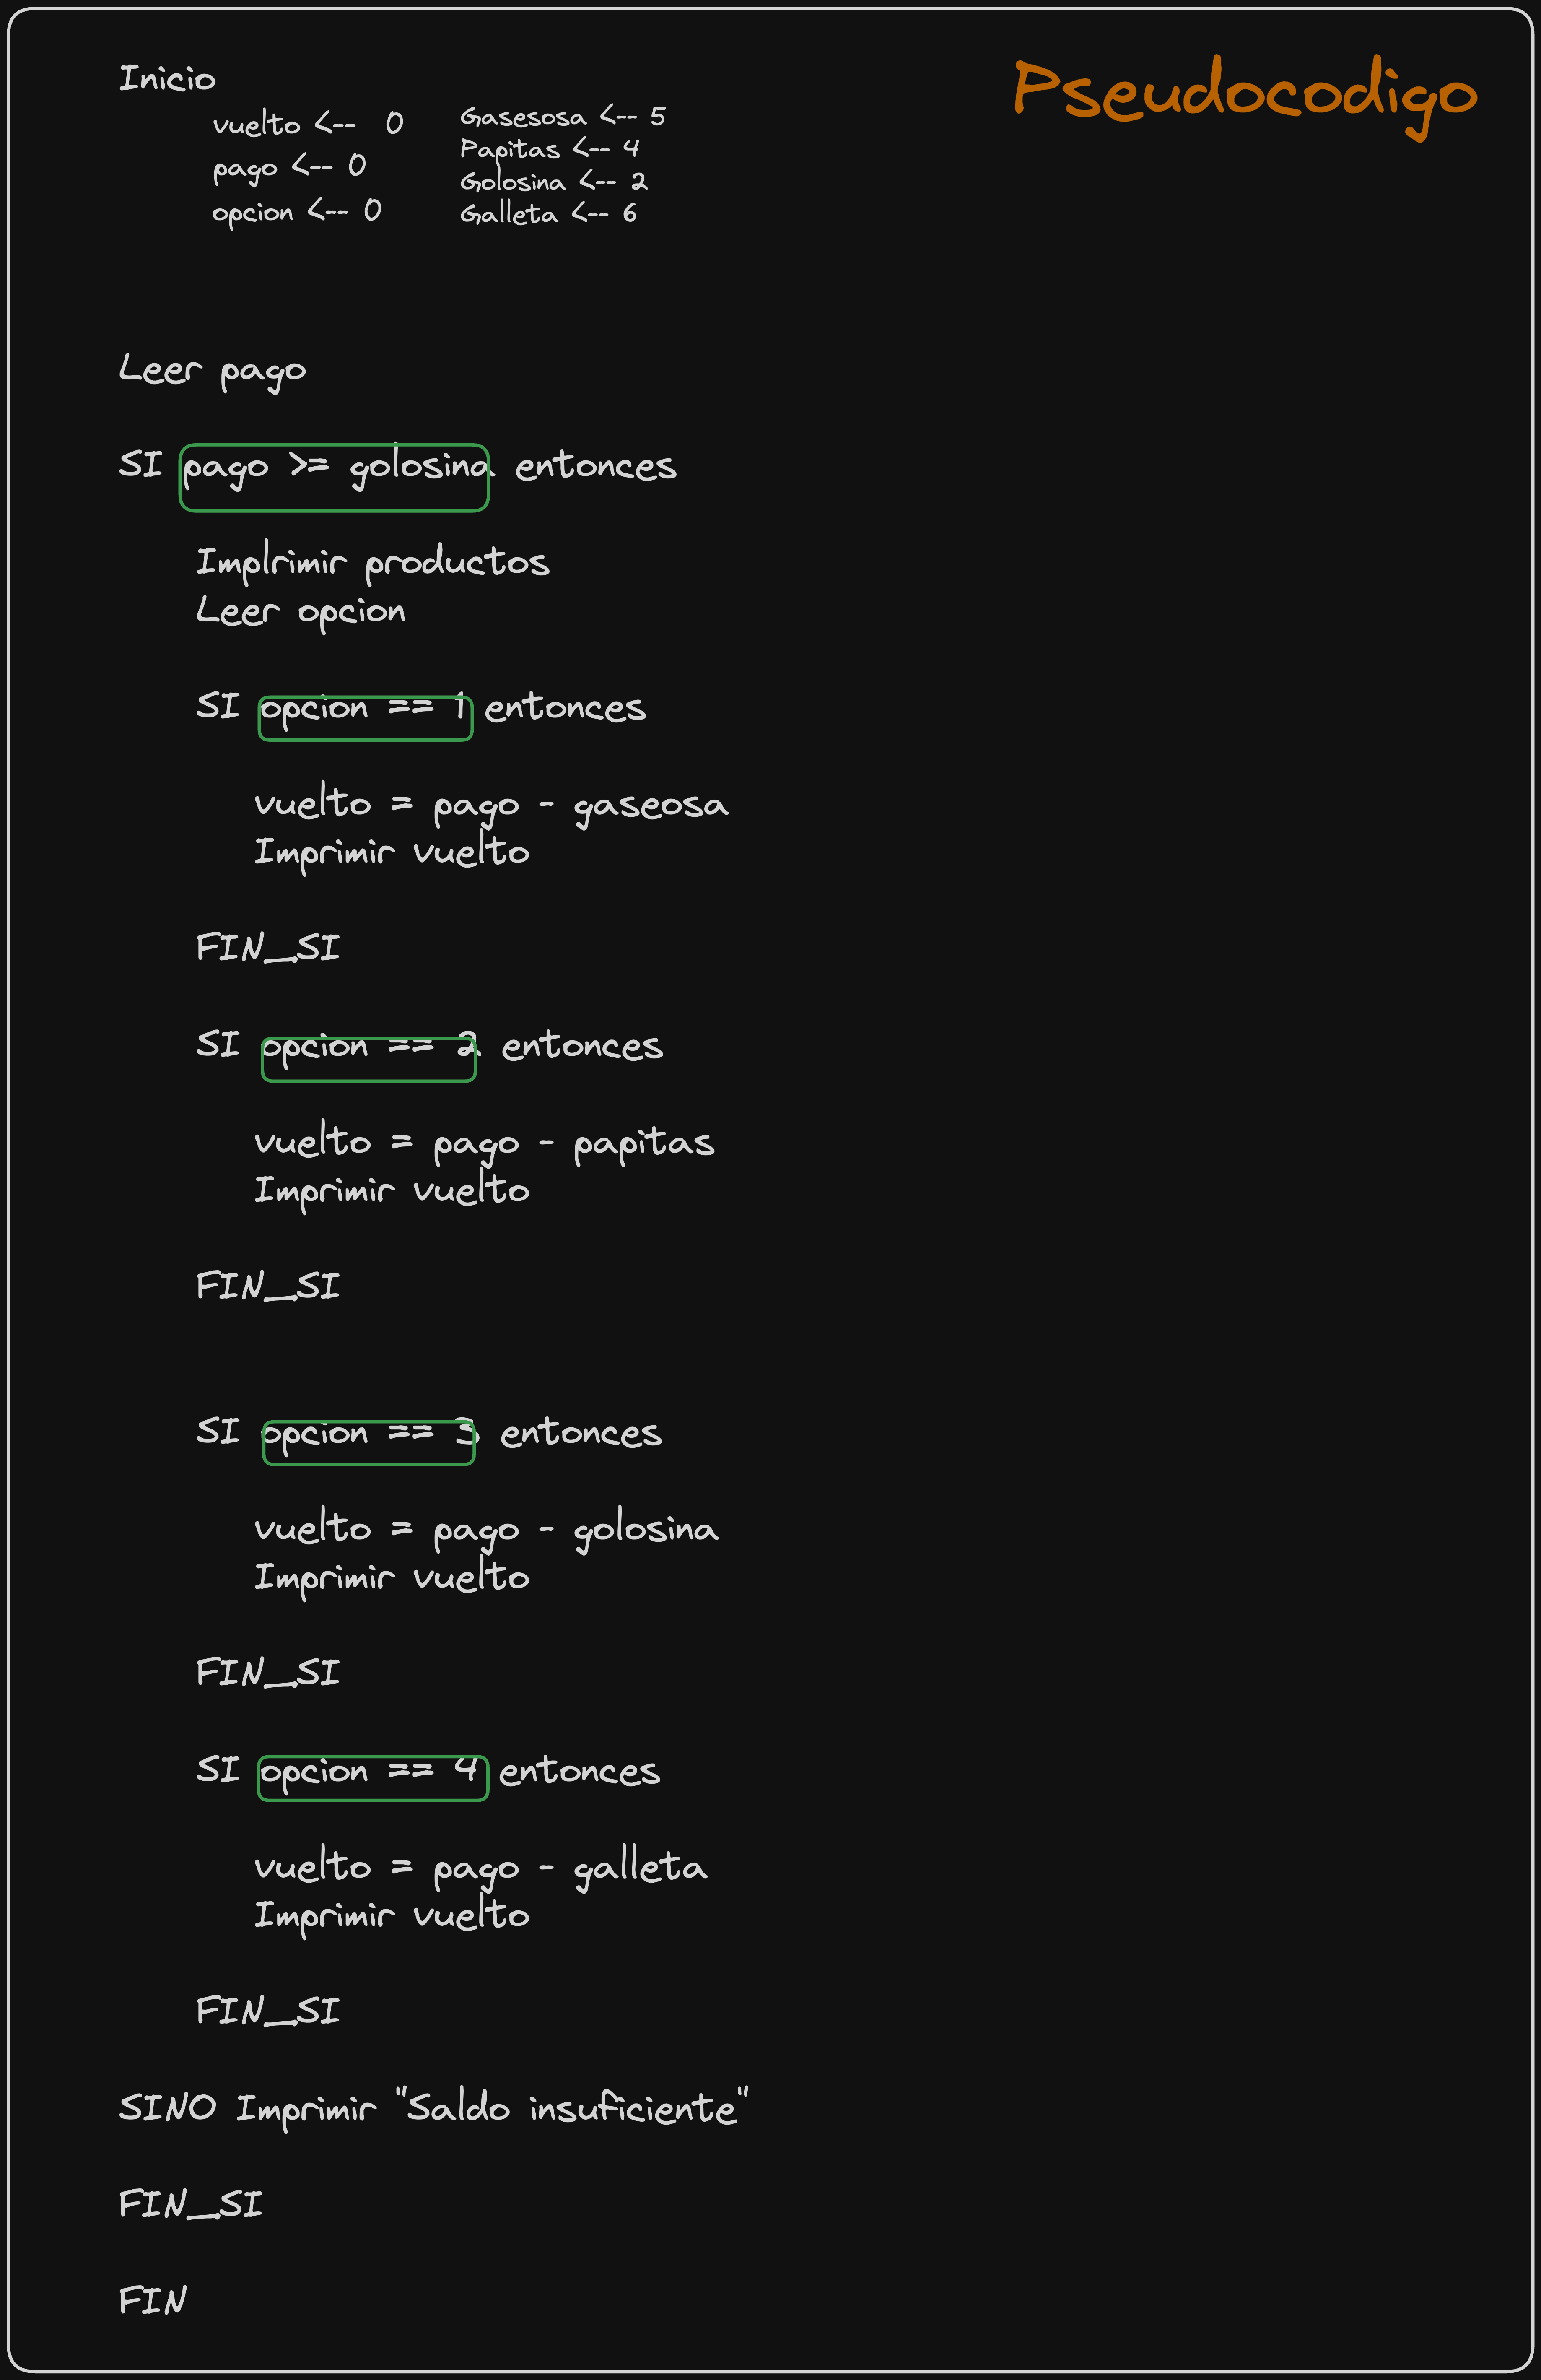 Pseudocodigo
Inicio
vuelto <-- 0
pago <-- 0
opcion <-- 0
Gasesosa <-- 5
Papitas <-- 4
Golosina <-- 2
Galleta <-- 6
Leer pago
SI pago >= golosina entonces
Implrimir productos
Leer opcion
SI opcion == 1 entonces
vuelto = pago - gaseosa
Imprimir vuelto
FIN_SI
SI opcion == 2 entonces
vuelto = pago - papitas
Imprimir vuelto
FIN_SI
SI opcion == 3 entonces
vuelto = pago - golosina
Imprimir vuelto
FIN_SI
SI opcion == 4 entonces
vuelto = pago - galleta
Imprimir vuelto
FIN_SI
SINO Imprimir "Saldo insuficiente"
FIN_SI
FIN